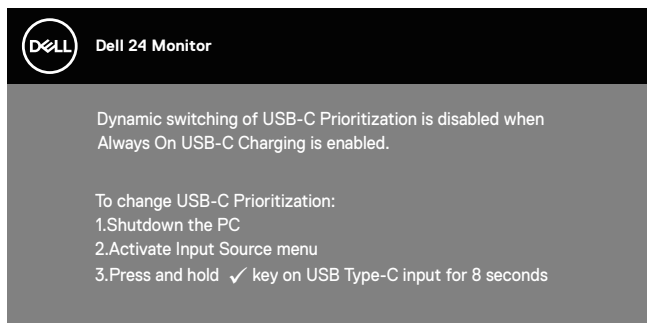 DELL
Dell 24 Monitor
Dynamic switching of USB-C Prioritization is disabled when
Always On USB-C Charging is enabled.
To change USB-C Prioritization:
1.Shutdown the PC
2.Activate Input Source menu
3.Press and hold ✓ key on USB Type-C input for 8 seconds